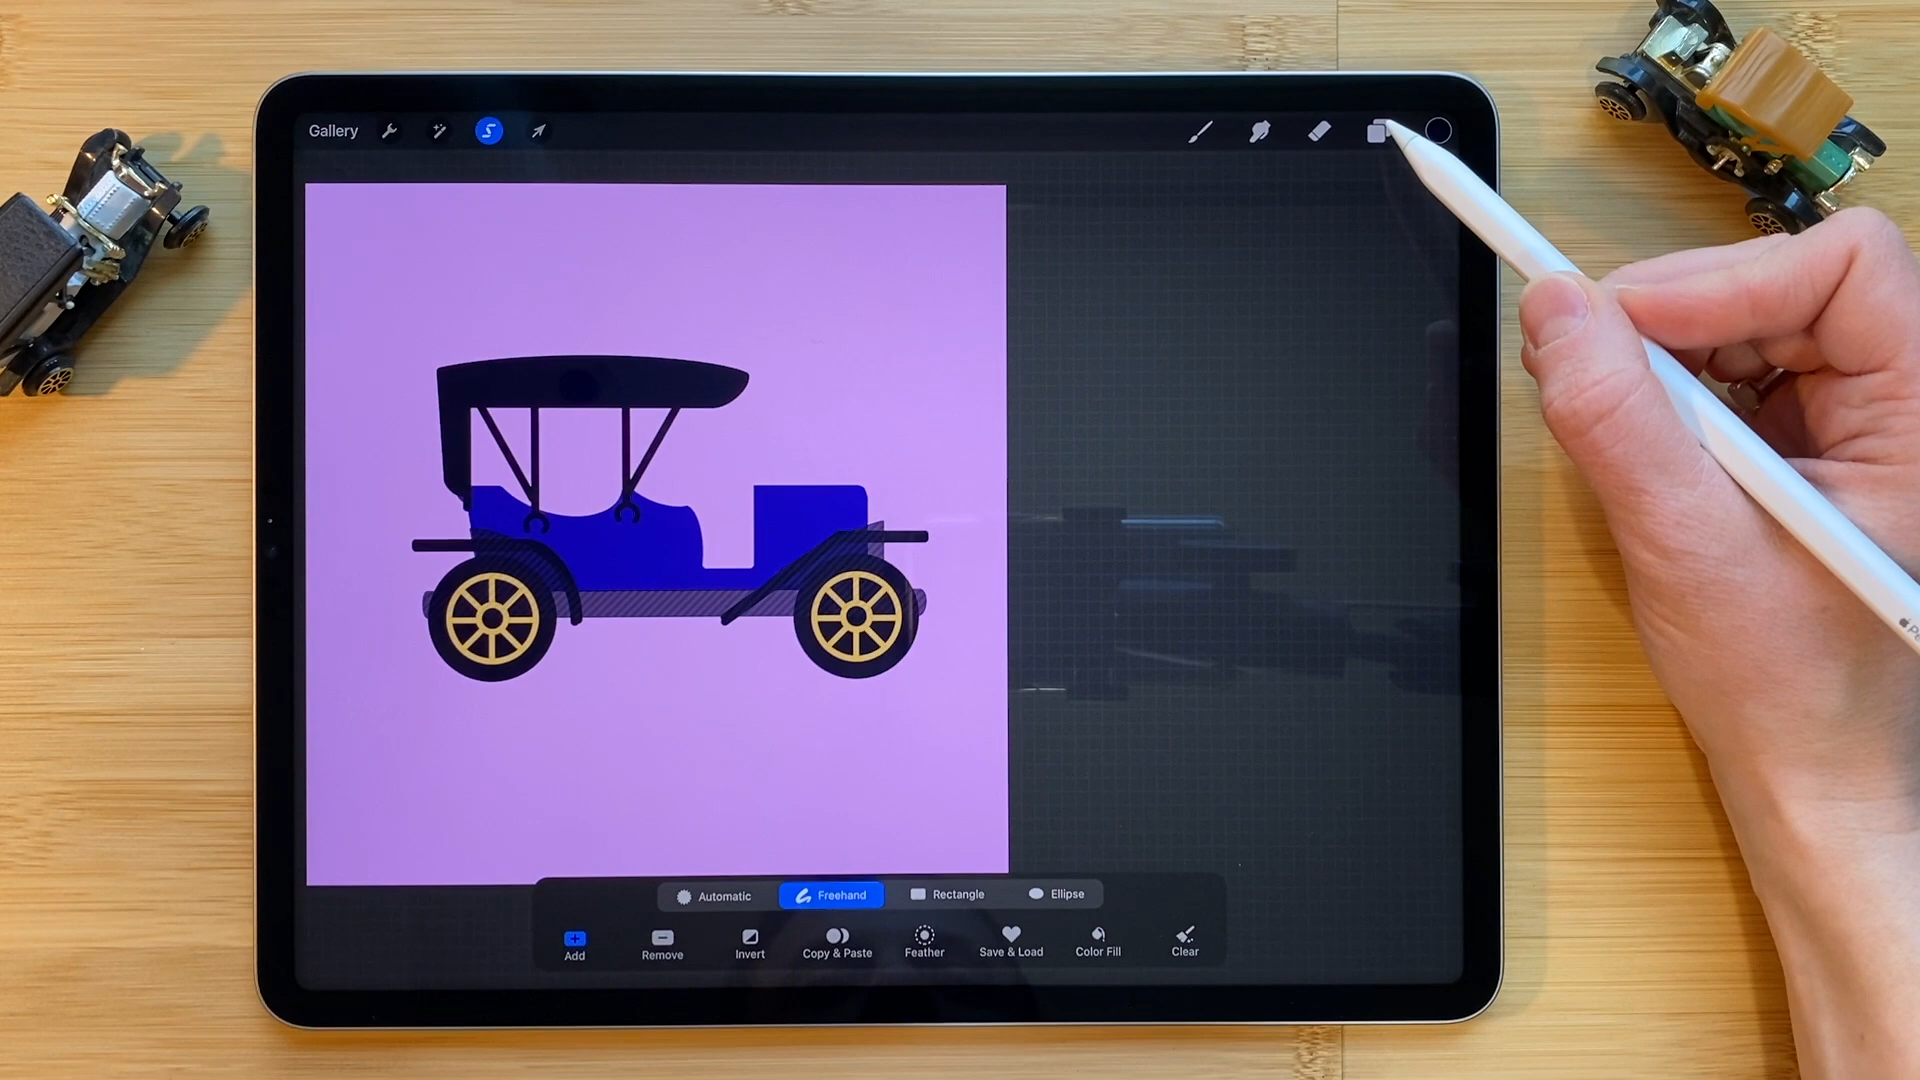 Gallery
Automatic
Freehand
Rectangle
Ellipse
Add
Remove
Invert
Copy & Paste
Feather
Save & Load
Color Fill
Clear